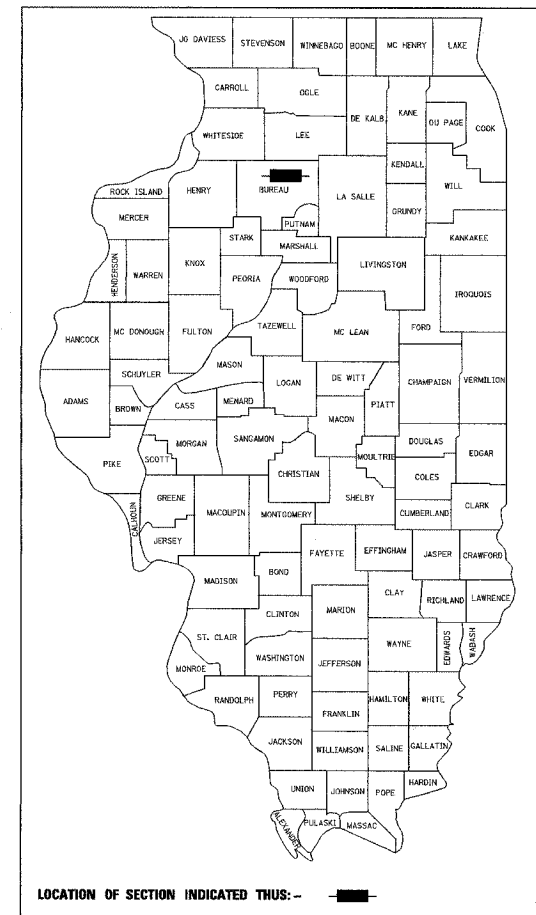 JO DAVIESS STEVENSON WINNEBAGO BOONE MC HENRY LAKE
CARROLL OGLE DE KALB KANE DU PAGE COOK
WHITESIDE LEE KENDALL WILL
ROCK ISLAND HENRY BUREAU LA SALLE GRUNDY
MERCER PUTNAM KANKAKEE
STARK MARSHALL
HENDERSON WARREN KNOX PEORIA WOODFORD LIVINGSTON IROQUOIS
HANCOCK MC DONOUGH FULTON TAZEWELL MC LEAN FORD
SCHUYLER MASON LOGAN DE WITT CHAMPAIGN VERMILION
ADAMS BROWN CASS MENARD MACON PIATT
MORGAN SANGAMON DOUGLAS EDGAR
PIKE SCOTT CHRISTIAN MOULTRIE COLES
GREENE MACOUPIN MONTGOMERY SHELBY CUMBERLAND CLARK
CALHOUN JERSEY FAYETTE EFFINGHAM JASPER CRAWFORD
MADISON BOND CLAY RICHLAND LAWRENCE
CLINTON MARION
ST. CLAIR WASHINGTON JEFFERSON WAYNE EDWARDS WABASH
MONROE RANDOLPH PERRY HAMILTON WHITE
FRANKLIN
JACKSON WILLIAMSON SALINE GALLATIN
UNION JOHNSON POPE HARDIN
ALEXANDER PULASKI MASSAC
LOCATION OF SECTION INDICATED THUS:-